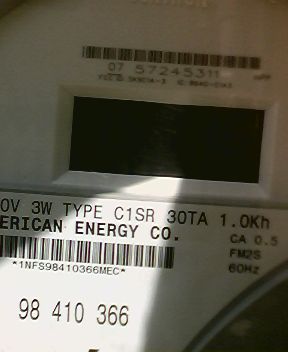 07 57245311
0V 3W TYPE C1SR 30TA 1.0Kh
ERICAN ENERGY CO.
CA 0.5
FM2S
60Hz
*1NFS98410366MEC*
98 410 366